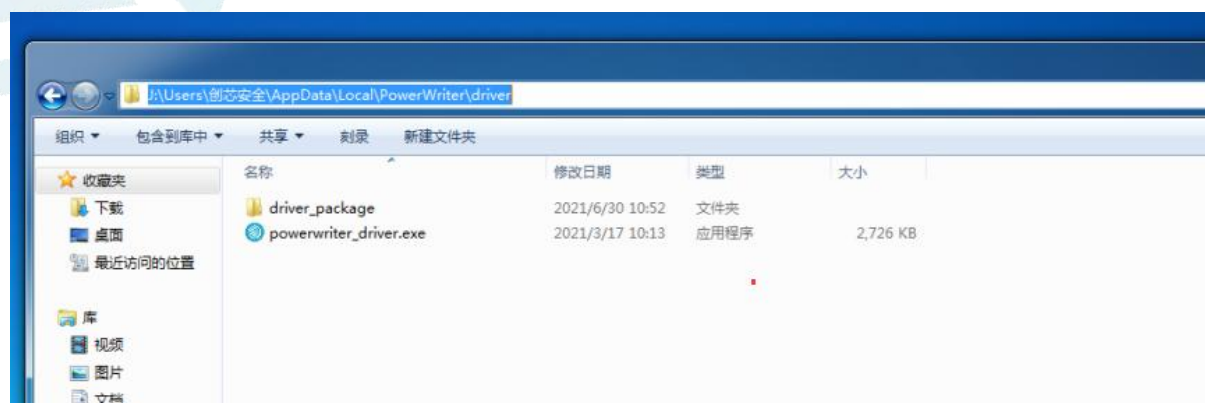 J:\Users\创芯安全\AppData\Local\PowerWriter\driver
组织 包含到库中 共享 刻录 新建文件夹
名称 修改日期 类型 大小
收藏夹
下载
桌面
最近访问的位置
库
视频
图片
文档
driver_package 2021/6/30 10:52 文件夹
powerwriter_driver.exe 2021/3/17 10:13 应用程序 2,726 KB